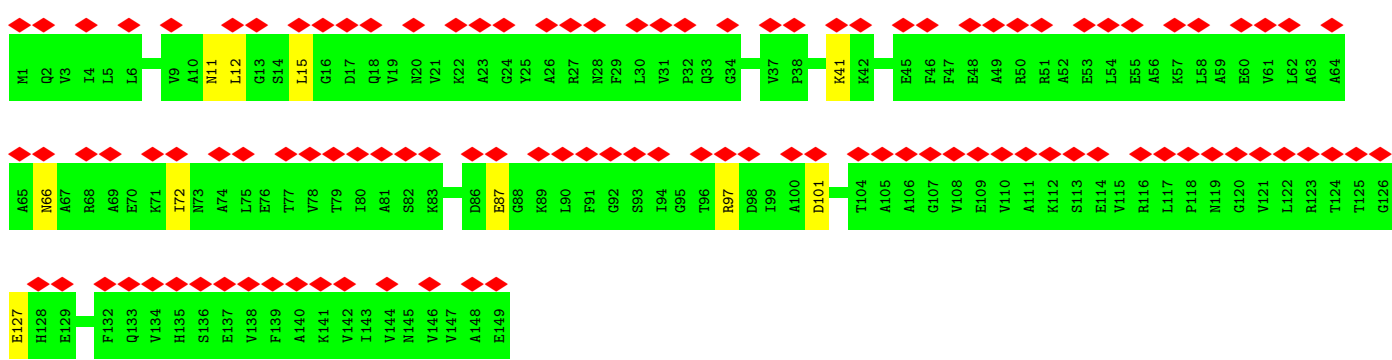 M1 Q2 V3 I4 L5 L6 V9 A10 N11 L12 G13 S14 L15 G16 D17 Q18 V19 N20 V21 K22 A23 G24 Y25 A26 R27 N28 F29 L30 V31 P32 Q33 G34 V37 P38 K41 K42 E45 F46 F47 E48 A49 R50 R51 A52 E53 L54 E55 A56 K57 L58 A59 E60 V61 L62 A63 A64
A65 N66 A67 R68 A69 E70 K71 I72 N73 A74 L75 E76 T77 V78 T79 I80 A81 S82 K83 D86 E87 G88 K89 L90 F91 G92 S93 I94 G95 T96 R97 D98 I99 A100 D101 T104 A105 A106 G107 V108 E109 V110 A111 K112 S113 E114 V115 R116 L117 P118 N119 G120 V121 L122 R123 T124 T125 G126
E127 H128 E129 F132 Q133 V134 H135 S136 E137 V138 F139 A140 K141 V142 I143 V144 N145 V146 V147 A148 E149